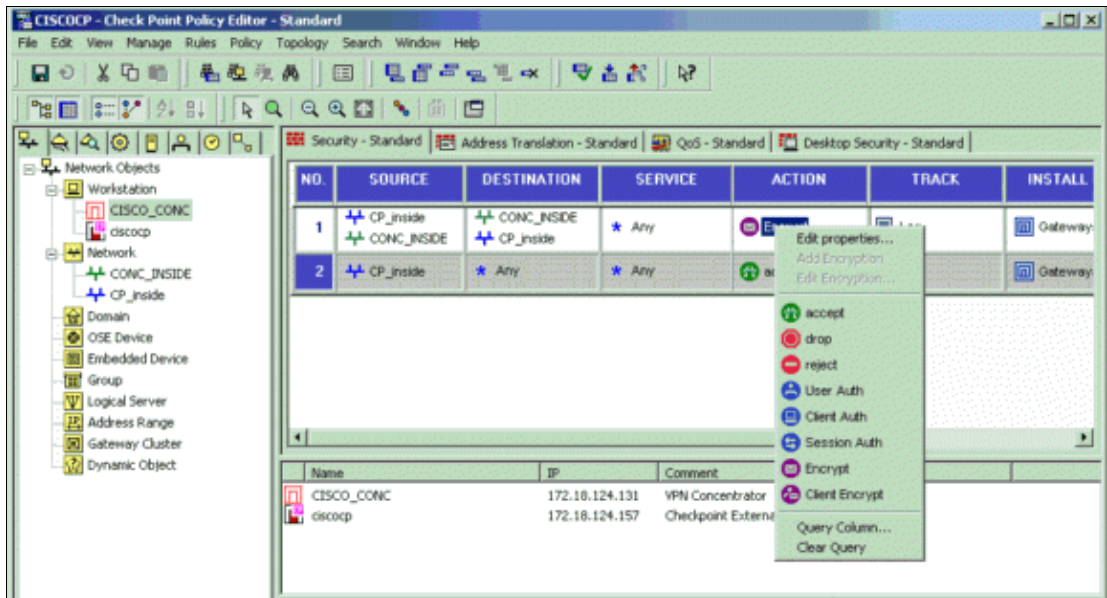 CISCOCP - Check Point Policy Editor - Standard
File Edit View Manage Rules Policy Topology Search Window Help
Security - Standard Address Translation - Standard QoS - Standard Desktop Security - Standard
Network Objects
Workstation
CISCO_CONC
ciscocp
Network
CONC_INSIDE
CP_inside
Domain
OSE Device
Embedded Device
Group
Logical Server
Address Range
Gateway Cluster
Dynamic Object
NO. SOURCE DESTINATION SERVICE ACTION TRACK INSTALL
1 CP_inside CONC_INSIDE Any Gateway
CONC_INSIDE CP_inside
2 CP_inside Any Any Gateway
Edit properties...
Add Encryption
Edit Encryption...
accept
drop
reject
User Auth
Client Auth
Session Auth
Encrypt
Client Encrypt
Query Column...
Clear Query
Name IP Comment
CISCO_CONC 172.18.124.131 VPN Concentrator
ciscocp 172.18.124.157 Checkpoint Externa